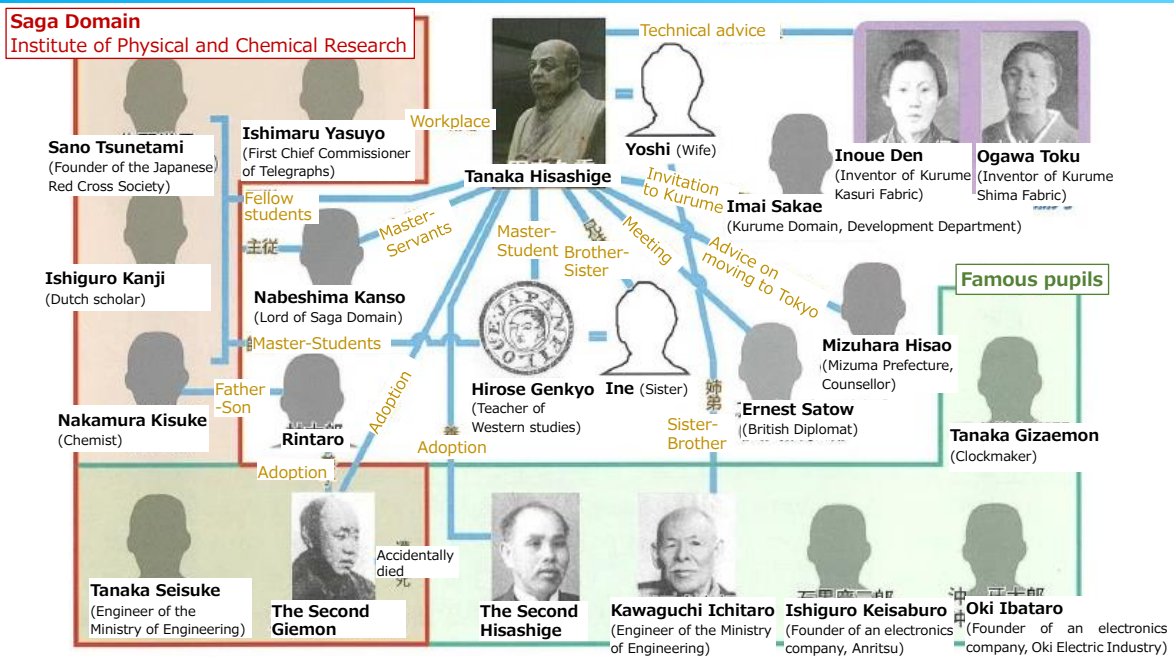 Saga Domain
Institute of Physical and Chemical Research
Technical advice
Workplace
Sano Tsunetami
(Founder of the Japanese
Red Cross Society)
Ishimaru Yasuyo
(First Chief Commissioner
of Telegraphs)
Tanaka Hisashige
Yoshi (Wife)
Inoue Den
(Inventor of Kurume
Kasuri Fabric)
Ogawa Toku
(Inventor of Kurume
Shima Fabric)
Invitation
to Kurume
Imai Sakae
(Kurume Domain, Development Department)
Fellow
students
Master-
Servants
主従
Master-
Student
Brother-
Sister
Meeting
Advice on
moving to Tokyo
Ishiguro Kanji
(Dutch scholar)
Nabeshima Kanso
(Lord of Saga Domain)
JAPAN
Famous pupils
Master-Students
Mizuhara Hisao
(Mizuma Prefecture,
Counsellor)
Hirose Genkyo
(Teacher of
Western studies)
Ine (Sister)
姉弟
Ernest Satow
(British Diplomat)
Nakamura Kisuke
(Chemist)
Father
-Son
Rintaro
Adoption
Adoption
Sister-
Brother
Tanaka Gizaemon
(Clockmaker)
Adoption
Tanaka Seisuke
(Engineer of the
Ministry of Engineering)
Accidentally
died
The Second
Giemon
The Second
Hisashige
Kawaguchi Ichitaro
(Engineer of the Ministry
of Engineering)
Ishiguro Keisaburo
(Founder of an electronics
company, Anritsu)
沖
Oki Ibataro
(Founder of an electronics
company, Oki Electric Industry)